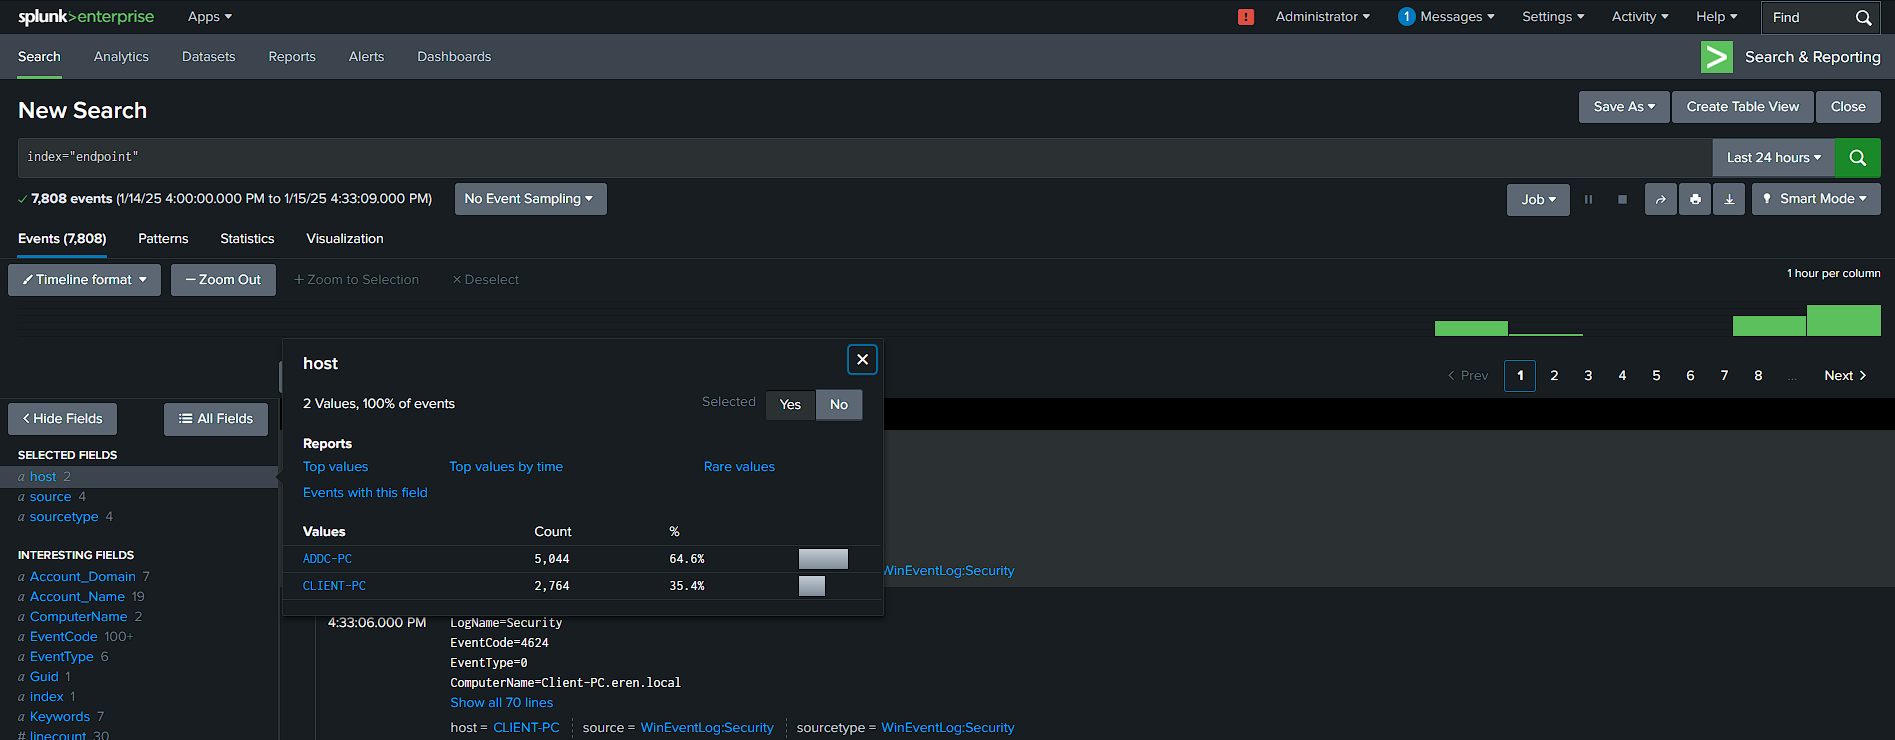 splunk>enterprise Apps ! Administrator 1 Messages Settings Activity Help Find
Search Analytics Datasets Reports Alerts Dashboards > Search & Reporting
New Search Save As Create Table View Close
index="endpoint" Last 24 hours
✓ 7,808 events (1/14/25 4:00:00.000 PM to 1/15/25 4:33:09.000 PM) No Event Sampling Job Smart Mode
Events (7,808) Patterns Statistics Visualization
Timeline format — Zoom Out + Zoom to Selection × Deselect 1 hour per column
< Prev 1 2 3 4 5 6 7 8 ... Next >
< Hide Fields All Fields
SELECTED FIELDS
a host 2
a source 4
a sourcetype 4
INTERESTING FIELDS
a Account_Domain 7
a Account_Name 19
a ComputerName 2
a EventCode 100+
a EventType 6
a Guid 1
a index 1
a Keywords 7
# linecount 30
host ×
2 Values, 100% of events Selected Yes No
Reports
Top values Top values by time Rare values
Events with this field
Values Count %
ADDC-PC 5,044 64.6%
CLIENT-PC 2,764 35.4%
WinEventLog:Security
4:33:06.000 PM LogName=Security
EventCode=4624
EventType=0
ComputerName=Client-PC.eren.local
Show all 70 lines
host = CLIENT-PC source = WinEventLog:Security sourcetype = WinEventLog:Security